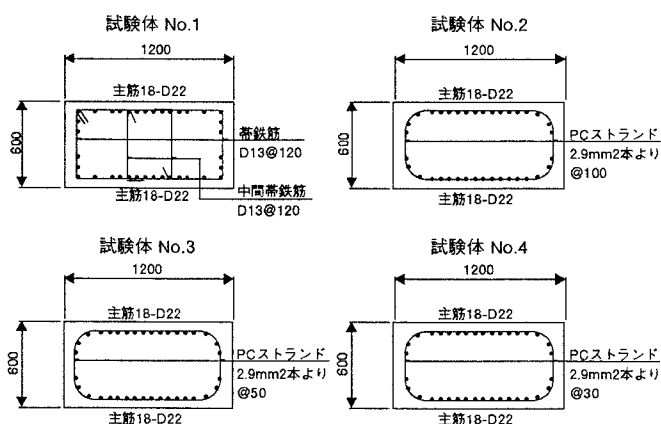 試験体 No.1
1200
主筋18-D22
600
帯鉄筋
D13@120
中間帯鉄筋
D13@120
主筋18-D22
試験体 No.2
1200
主筋18-D22
600
PCストランド
2.9mm2本より
@100
主筋18-D22
試験体 No.3
1200
主筋18-D22
600
PCストランド
2.9mm2本より
@50
主筋18-D22
試験体 No.4
1200
主筋18-D22
600
PCストランド
2.9mm2本より
@30
主筋18-D22